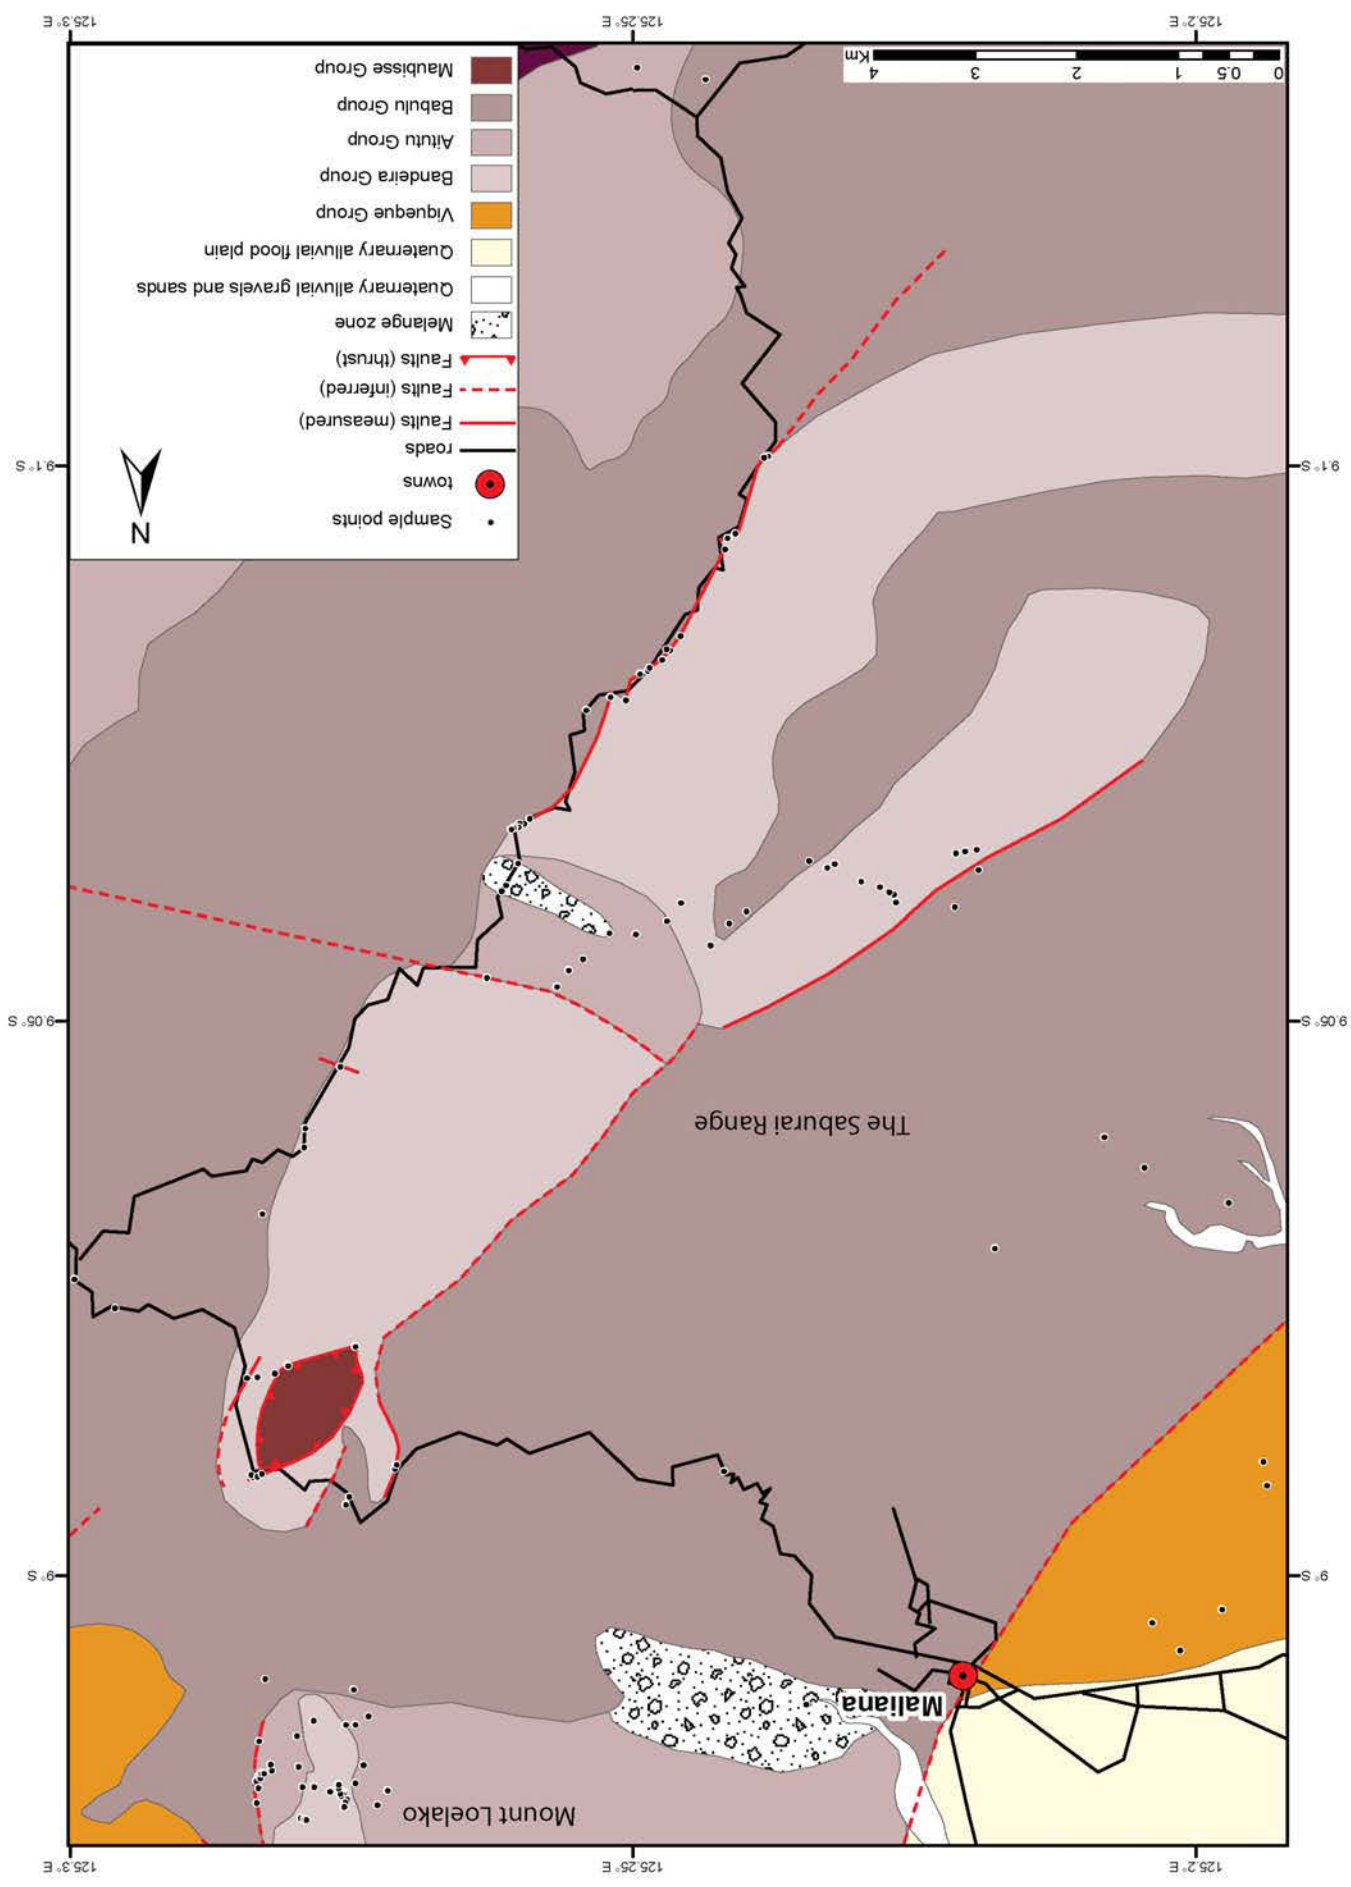 125.2° E
125.25° E
125.3° E
Mount Loelako
Maliana
9° S
9° S
The Saburai Range
9.05° S
9.05° S
N
Sample points
towns
9.1° S
9.1° S
roads
Faults (measured)
Faults (inferred)
Faults (thrust)
Melange zone
Quaternary alluvial gravels and sands
Quaternary alluvial flood plain
Viqueque Group
Bandeira Group
Aitutu Group
Babulu Group
Maubisse Group
0 0.5 1 2 3 4
Km
125.2° E
125.25° E
125.3° E